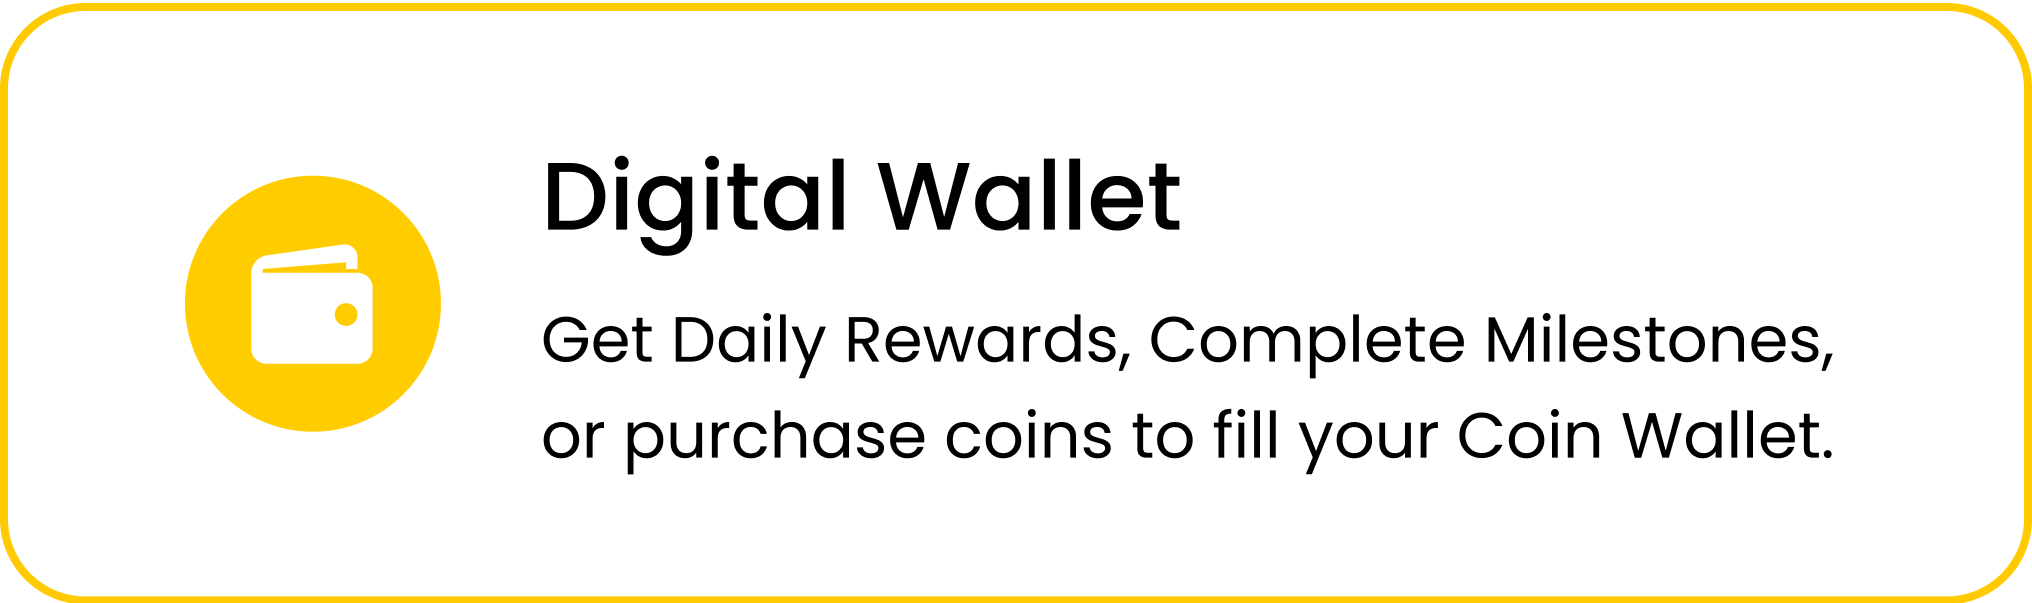 Digital Wallet
Get Daily Rewards, Complete Milestones,
or purchase coins to fill your Coin Wallet.